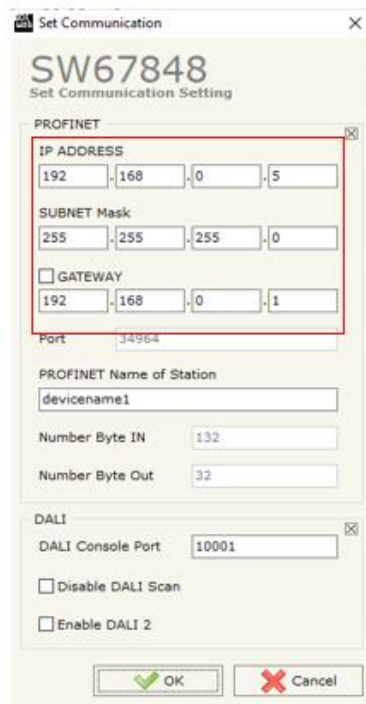 Set Communication
SW67848
Set Communication Setting
PROFINET
IP ADDRESS
192 . 168 . 0 . 5
SUBNET Mask
255 . 255 . 255 . 0
GATEWAY
192 . 168 . 0 . 1
Port 34964
PROFINET Name of Station
devicename1
Number Byte IN 132
Number Byte Out 32
DALI
DALI Console Port 10001
Disable DALI Scan
Enable DALI 2
OK Cancel